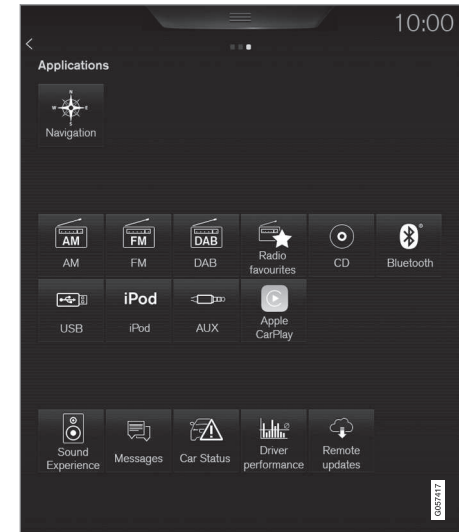 10:00
Applications
W N E S
Navigation
AM FM DAB
AM FM DAB Radio favourites CD Bluetooth
iPod
USB iPod AUX Apple CarPlay
Sound Experience Messages Car Status Driver performance Remote updates
G057417